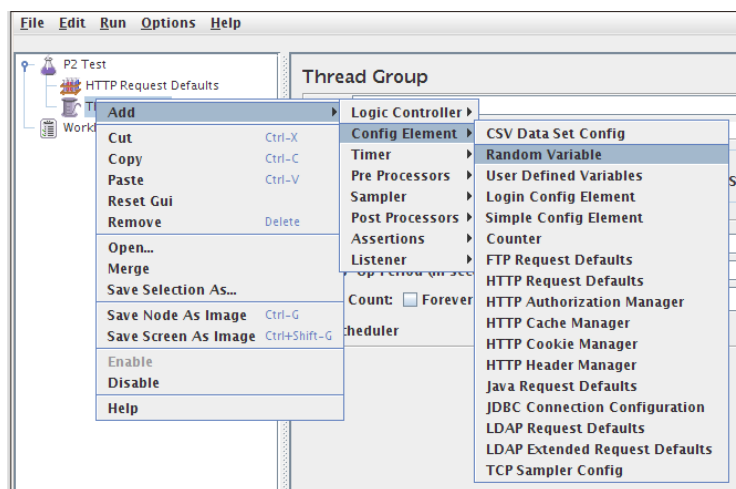 File Edit Run Options Help
P2 Test
HTTP Request Defaults
Thread Group
Add
Cut Ctrl-X
Copy Ctrl-C
Paste Ctrl-V
Reset Gui
Remove Delete
Open...
Merge
Save Selection As...
Save Node As Image Ctrl-G
Save Screen As Image Ctrl+Shift-G
Enable
Disable
Help
Logic Controller
Config Element
Timer
Pre Processors
Sampler
Post Processors
Assertions
Listener
CSV Data Set Config
Random Variable
User Defined Variables
Login Config Element
Simple Config Element
Counter
FTP Request Defaults
HTTP Request Defaults
HTTP Authorization Manager
HTTP Cache Manager
HTTP Cookie Manager
HTTP Header Manager
Java Request Defaults
JDBC Connection Configuration
LDAP Request Defaults
LDAP Extended Request Defaults
TCP Sampler Config
Count: Forever